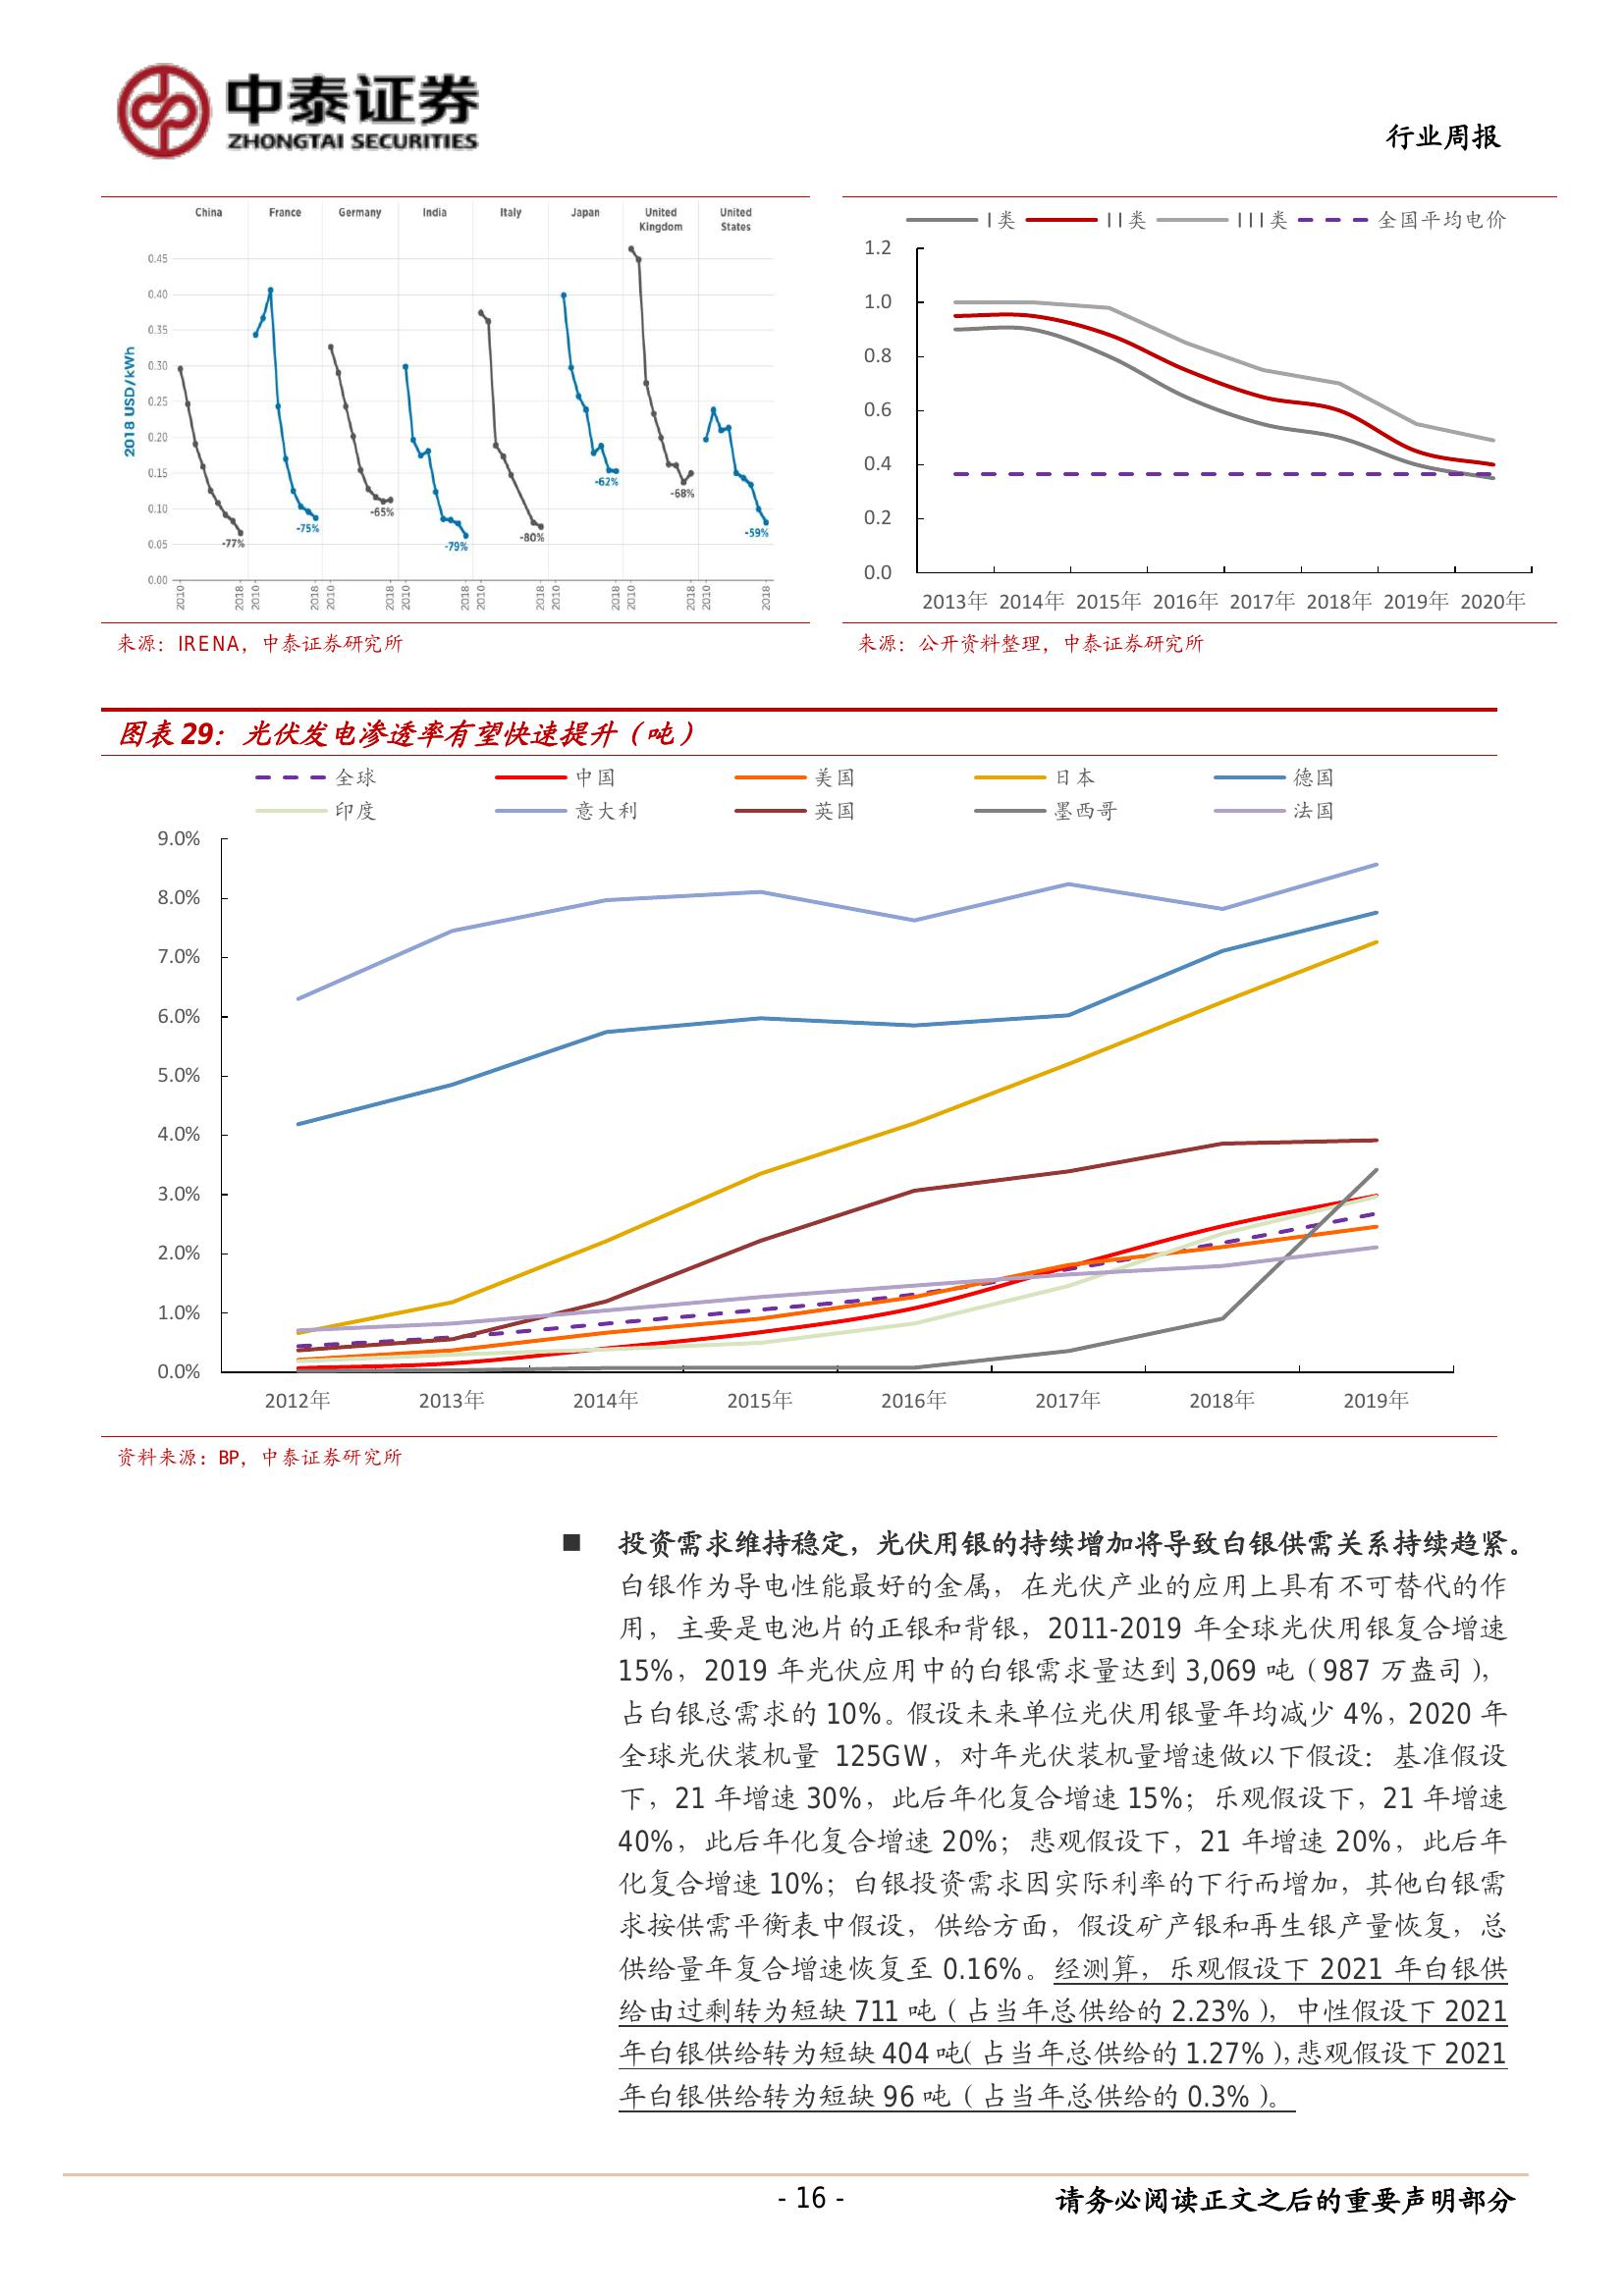 中泰证券
ZHONGTAI SECURITIES
行业周报
China France Germany India Italy Japan United Kingdom United States
0.45
0.40
0.35
0.30
0.25
0.20
0.15
0.10
0.05
0.00
2018 USD/kWh
-77%
-75%
-65%
-79%
-80%
-62%
-68%
-59%
2010 2018 2010 2018 2010 2018 2010 2018 2010 2018 2010 2018 2010 2018 2010 2018
I类 II类 III类 全国平均电价
1.2
1.0
0.8
0.6
0.4
0.2
0.0
2013年 2014年 2015年 2016年 2017年 2018年 2019年 2020年
来源：IRENA，中泰证券研究所
来源：公开资料整理，中泰证券研究所
图表 29：光伏发电渗透率有望快速提升（吨）
全球 中国 美国 日本 德国
印度 意大利 英国 墨西哥 法国
9.0%
8.0%
7.0%
6.0%
5.0%
4.0%
3.0%
2.0%
1.0%
0.0%
2012年 2013年 2014年 2015年 2016年 2017年 2018年 2019年
资料来源：BP，中泰证券研究所
■ 投资需求维持稳定，光伏用银的持续增加将导致白银供需关系持续趋紧。
白银作为导电性能最好的金属，在光伏产业的应用上具有不可替代的作
用，主要是电池片的正银和背银，2011-2019 年全球光伏用银复合增速
15%，2019 年光伏应用中的白银需求量达到 3,069 吨（987 万盎司），
占白银总需求的 10%。假设未来单位光伏用银量年均减少 4%，2020 年
全球光伏装机量 125GW，对年光伏装机量增速做以下假设：基准假设
下，21 年增速 30%，此后年化复合增速 15%；乐观假设下，21 年增速
40%，此后年化复合增速 20%；悲观假设下，21 年增速 20%，此后年
化复合增速 10%；白银投资需求因实际利率的下行而增加，其他白银需
求按供需平衡表中假设，供给方面，假设矿产银和再生银产量恢复，总
供给量年复合增速恢复至 0.16%。经测算，乐观假设下 2021 年白银供
给由过剩转为短缺 711 吨（占当年总供给的 2.23%），中性假设下 2021
年白银供给转为短缺 404 吨（占当年总供给的 1.27%），悲观假设下 2021
年白银供给转为短缺 96 吨（占当年总供给的 0.3%）。
- 16 -
请务必阅读正文之后的重要声明部分